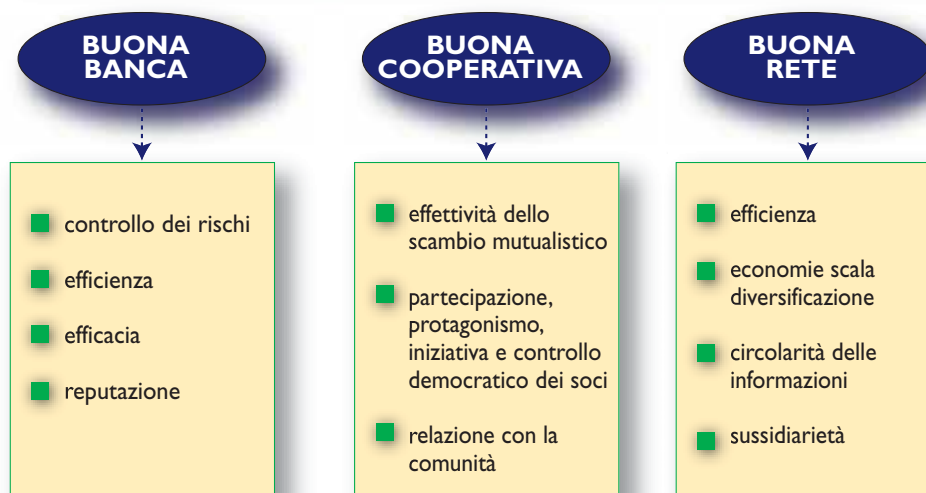 BUONA
BANCA
controllo dei rischi
efficienza
efficacia
reputazione
BUONA
COOPERATIVA
effettività dello
scambio mutualistico
partecipazione,
protagonismo,
iniziativa e controllo
democratico dei soci
relazione con la
comunità
BUONA
RETE
efficienza
economie scala
diversificazione
circolarità delle
informazioni
sussidiarietà